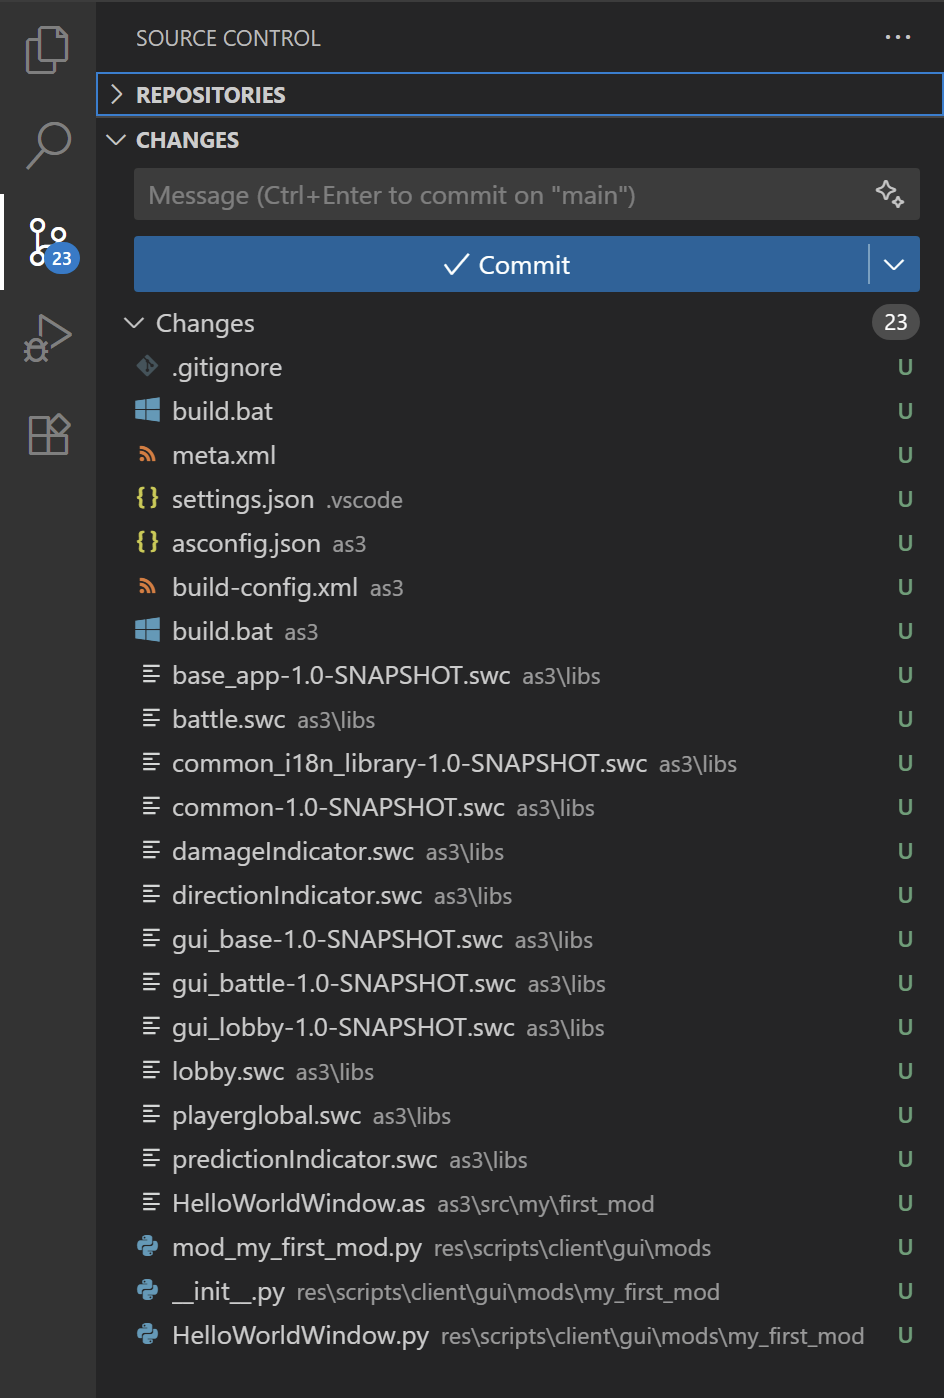 SOURCE CONTROL
REPOSITORIES
CHANGES
Message (Ctrl+Enter to commit on "main")
Commit
23
Changes 23
.gitignore U
build.bat U
meta.xml U
settings.json .vscode U
asconfig.json as3 U
build-config.xml as3 U
build.bat as3 U
base_app-1.0-SNAPSHOT.swc as3\libs U
battle.swc as3\libs U
common_i18n_library-1.0-SNAPSHOT.swc as3\libs U
common-1.0-SNAPSHOT.swc as3\libs U
damageIndicator.swc as3\libs U
directionIndicator.swc as3\libs U
gui_base-1.0-SNAPSHOT.swc as3\libs U
gui_battle-1.0-SNAPSHOT.swc as3\libs U
gui_lobby-1.0-SNAPSHOT.swc as3\libs U
lobby.swc as3\libs U
playerglobal.swc as3\libs U
predictionIndicator.swc as3\libs U
HelloWorldWindow.as as3\src\my\first_mod U
mod_my_first_mod.py res\scripts\client\gui\mods U
__init__.py res\scripts\client\gui\mods\my_first_mod U
HelloWorldWindow.py res\scripts\client\gui\mods\my_first_mod U